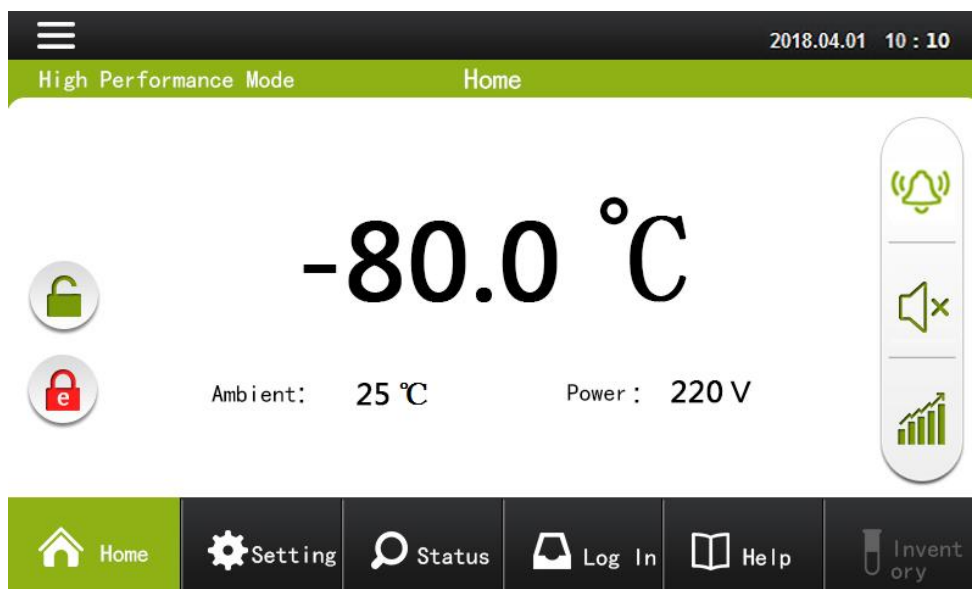 2018.04.01 10:10
High Performance Mode Home
-80.0 ℃
e
Ambient: 25 ℃ Power: 220 V
Home Setting Status Log In Help Invent
ory